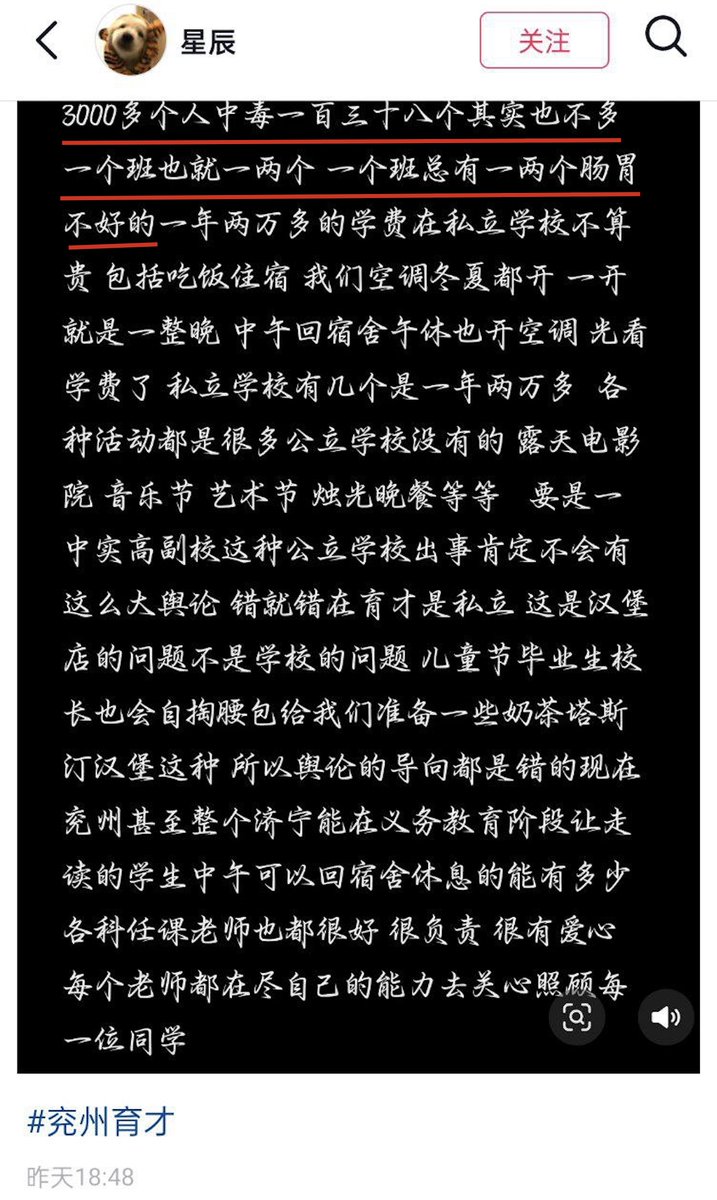 星辰
关注
3000多个人中毒一百三十八个其实也不多
一个班也就一两个 一个班总有一两个肠胃
不好的一年两万多的学费在私立学校不算
贵 包括吃饭住宿 我们空调冬夏都开 一开
就是一整晚 中午回宿舍午休也开空调 光看
学费了 私立学校有几个是一年两万多 各
种活动都是很多公立学校没有的 露天电影
院 音乐节 艺术节 烛光晚餐等等 要是一
中实高副校这种公立学校出事肯定不会有
这么大舆论 错就错在育才是私立 这是汉堡
店的问题不是学校的问题 儿童节毕业生校
长也会自掏腰包给我们准备一些奶茶塔斯
汀汉堡这种 所以舆论的导向都是错的现在
兖州甚至整个济宁能在义务教育阶段让走
读的学生中午可以回宿舍休息的能有多少
各科任课老师也都很好 很负责 很有爱心
每个老师都在尽自己的能力去关心照顾每
一位同学
#兖州育才
昨天18:48